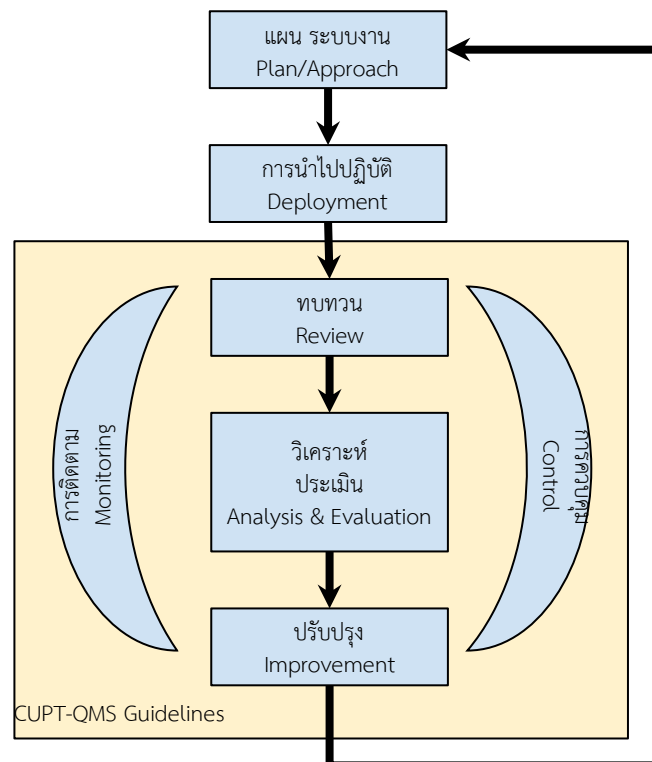 แผน ระบบงาน
Plan/Approach
การนำไปปฏิบัติ
Deployment
ทบทวน
Review
การติดตาม
Monitoring
การควบคุม
Control
วิเคราะห์
ประเมิน
Analysis & Evaluation
ปรับปรุง
Improvement
CUPT-QMS Guidelines